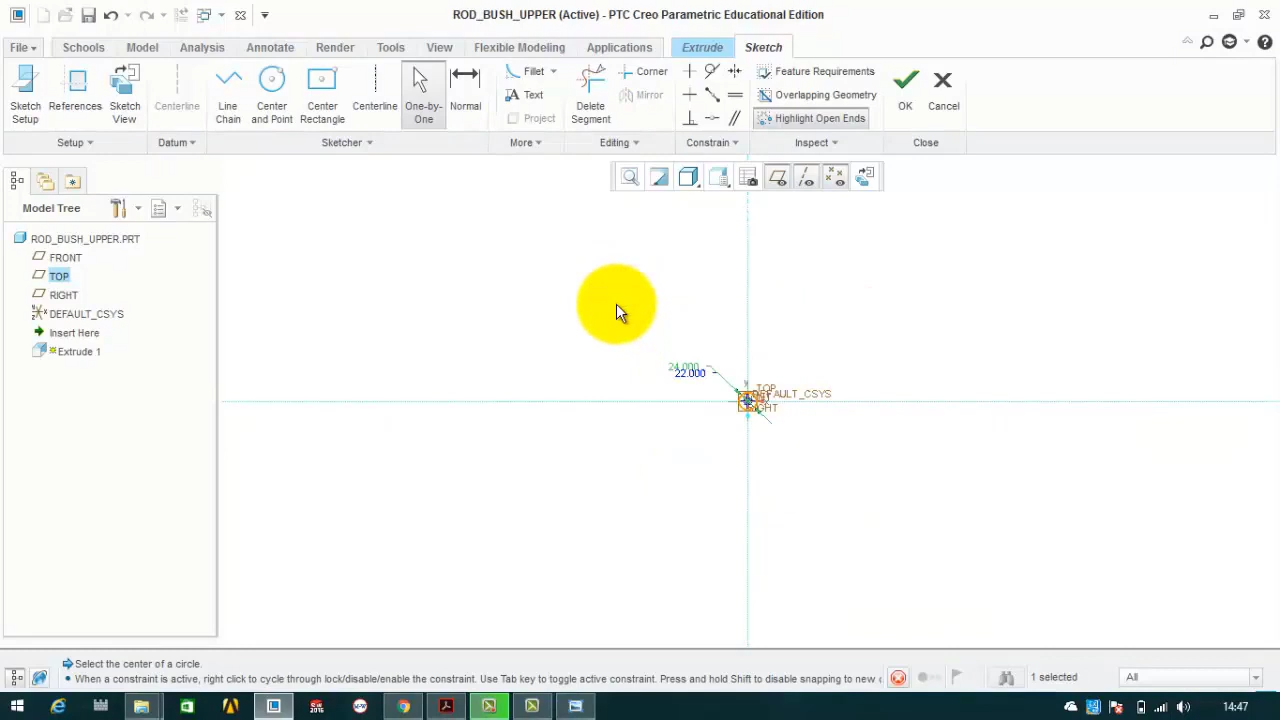 ROD_BUSH_UPPER (Active) - PTC Creo Parametric Educational Edition
File Schools Model Analysis Annotate Render Tools View Flexible Modeling Applications Extrude Sketch
Sketch Setup
References
Sketch View
Centerline
Line Chain
Center and Point
Center Rectangle
Centerline
One-by-One
Normal
Fillet
Text
Project
Delete Segment
Corner
Mirror
Feature Requirements
Overlapping Geometry
Highlight Open Ends
OK
Cancel
Setup Datum Sketcher More Editing Constrain Inspect Close
Model Tree
ROD_BUSH_UPPER.PRT
FRONT
TOP
RIGHT
DEFAULT_CSYS
Insert Here
Extrude 1
24.000
22.000
TOP
DEFAULT_CSYS
Select the center of a circle.
When a constraint is active, right click to cycle through lock/disable/enable the constraint. Use Tab key to toggle active constraint. Press and hold Shift to disable snapping to new
1 selected
All
2016
14:47